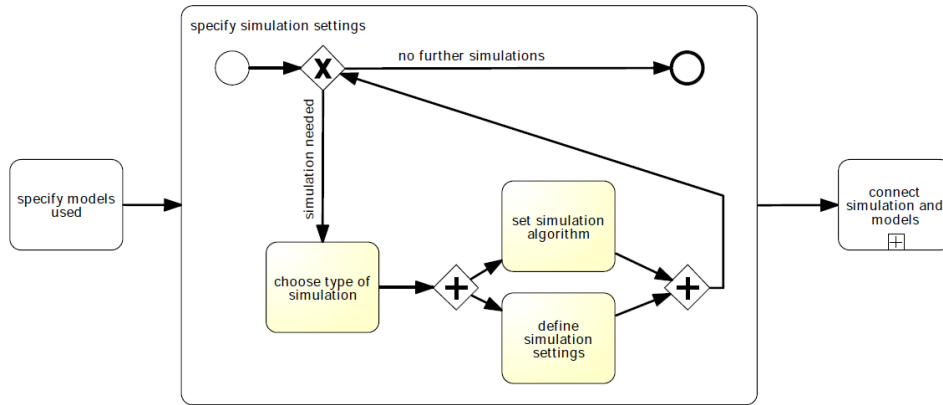 specify simulation settings
no further simulations
simulation needed
specify models
used
connect
simulation and
models
set simulation
algorithm
choose type of
simulation
define
simulation
settings